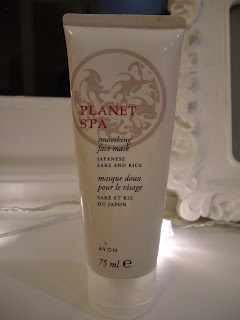 PLANET
SPA
smoothing
face mask
JAPANESE
SAKE AND RICE
masque doux
pour le visage
SAKÉ ET RIZ
DU JAPON
AVON
75 ml ℮